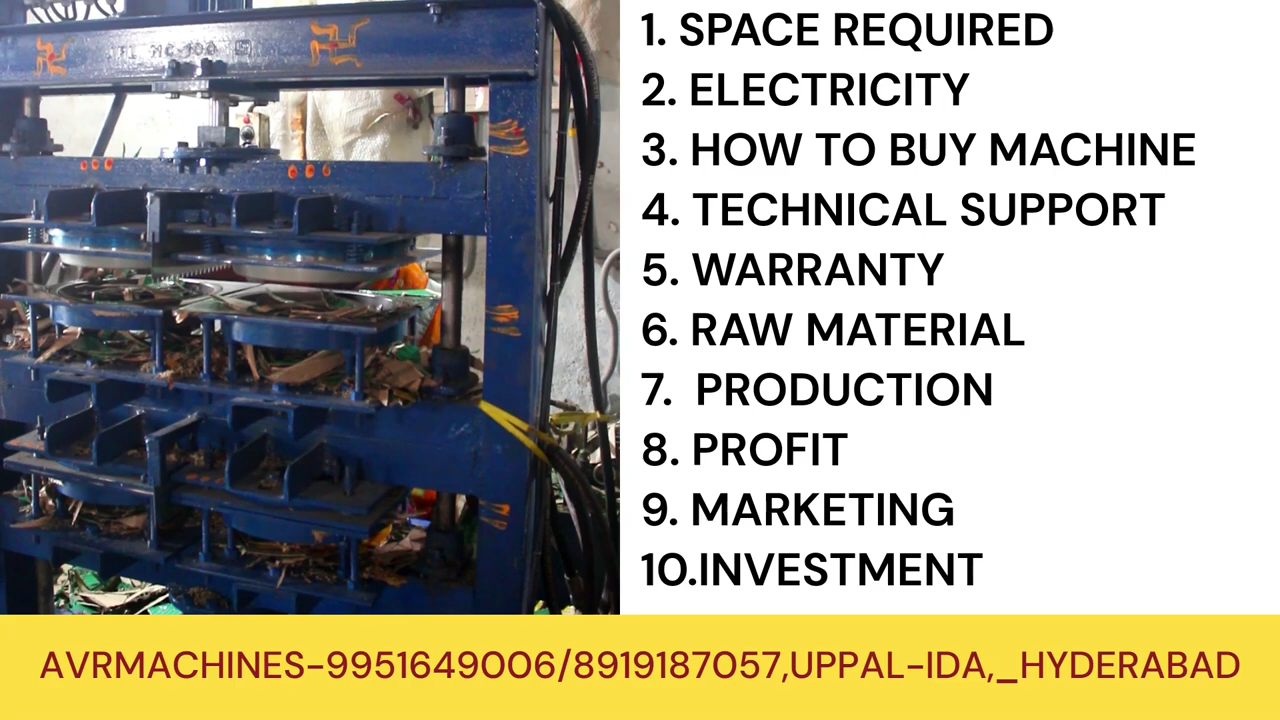 1. SPACE REQUIRED
2. ELECTRICITY
3. HOW TO BUY MACHINE
4. TECHNICAL SUPPORT
5. WARRANTY
6. RAW MATERIAL
7. PRODUCTION
8. PROFIT
9. MARKETING
10.INVESTMENT
AVRMACHINES-9951649006/8919187057,UPPAL-IDA,_HYDERABAD